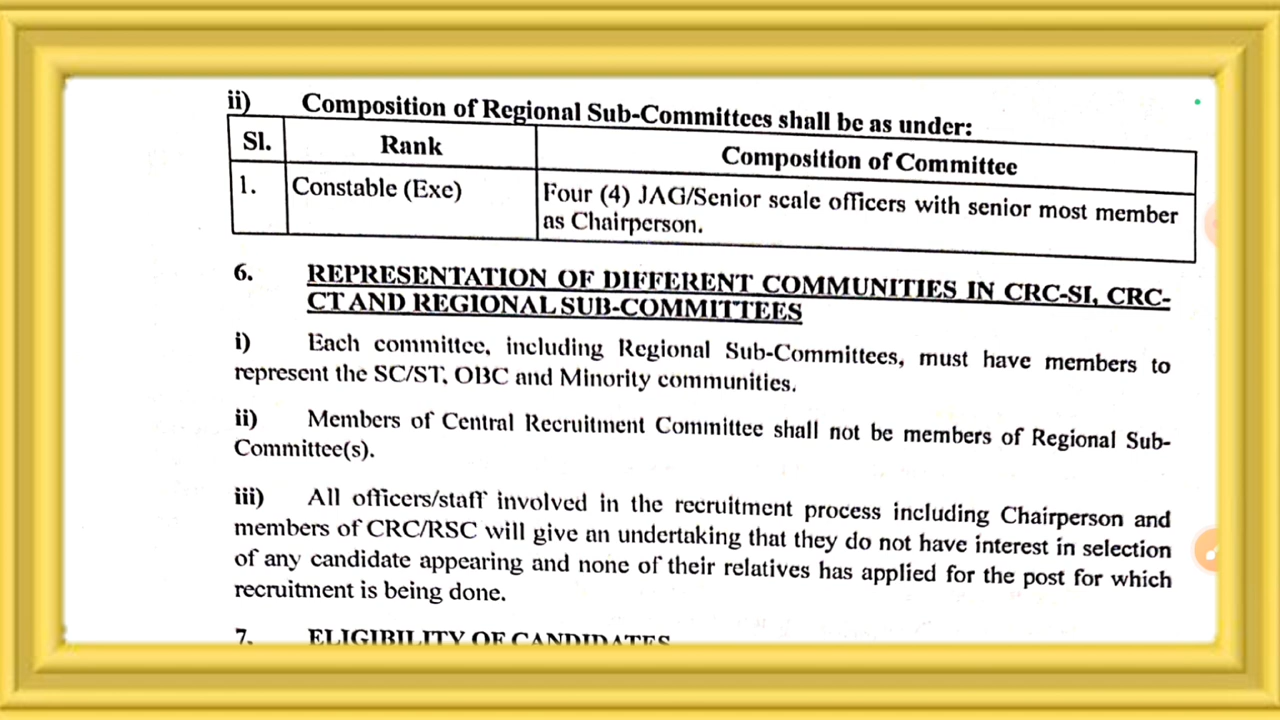 ii) Composition of Regional Sub-Committees shall be as under:
Sl. Rank Composition of Committee
1. Constable (Exe) Four (4) JAG/Senior scale officers with senior most member
as Chairperson.
6. REPRESENTATION OF DIFFERENT COMMUNITIES IN CRC-SI, CRC-
CT AND REGIONAL SUB-COMMITTEES
i) Each committee, including Regional Sub-Committees, must have members to
represent the SC/ST, OBC and Minority communities.
ii) Members of Central Recruitment Committee shall not be members of Regional Sub-
Committee(s).
iii) All officers/staff involved in the recruitment process including Chairperson and
members of CRC/RSC will give an undertaking that they do not have interest in selection
of any candidate appearing and none of their relatives has applied for the post for which
recruitment is being done.
7. ELIGIBILITY OF CANDIDATES